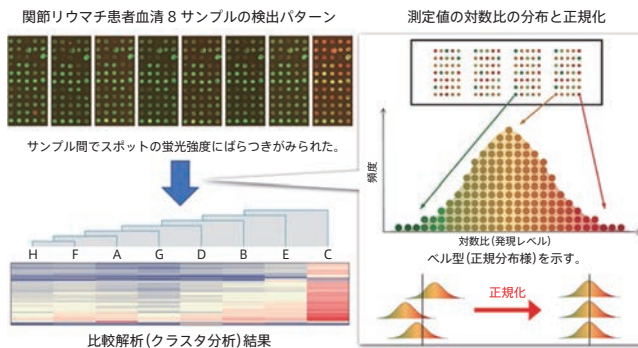 関節リウマチ患者血清8サンプルの検出パターン
サンプル間でスポットの蛍光強度にばらつきがみられた。
H F A G D B E C
比較解析(クラスタ分析)結果
測定値の対数比の分布と正規化
頻度
対数比(発現レベル)
ベル型(正規分布様)を示す。
正規化